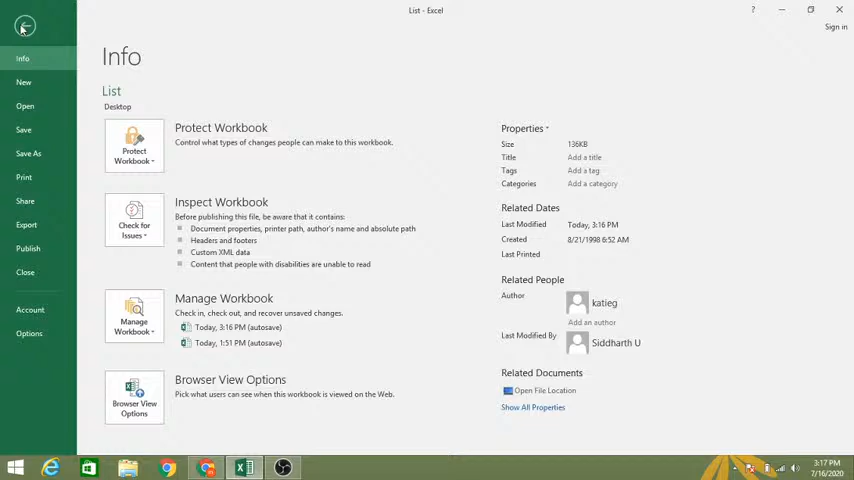 List - Excel
?
Sign in
Info
New
Open
Save
Save As
Print
Share
Export
Publish
Close
Account
Options
Info
List
Desktop
Protect
Workbook
Protect Workbook
Control what types of changes people can make to this workbook.
Check for
Issues
Inspect Workbook
Before publishing this file, be aware that it contains:
Document properties, printer path, author's name and absolute path
Headers and footers
Custom XML data
Content that people with disabilities are unable to read
Manage
Workbook
Manage Workbook
Check in, check out, and recover unsaved changes.
Today, 3:16 PM (autosave)
Today, 1:51 PM (autosave)
Browser View
Options
Browser View Options
Pick what users can see when this workbook is viewed on the Web.
Properties
Size 136KB
Title Add a title
Tags Add a tag
Categories Add a category
Related Dates
Last Modified Today, 3:16 PM
Created 8/21/1998 6:52 AM
Last Printed
Related People
Author katieg
Add an author
Last Modified By Siddharth U
Related Documents
Open File Location
Show All Properties
3:17 PM
7/16/2020